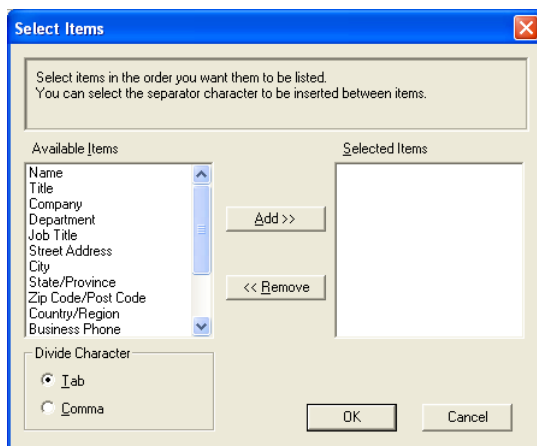 Select Items
Select items in the order you want them to be listed.
You can select the separator character to be inserted between items.
Available Items
Selected Items
Name
Title
Company
Department
Job Title
Street Address
City
State/Province
Zip Code/Post Code
Country/Region
Business Phone
Add >>
<< Remove
Divide Character
Tab
Comma
OK
Cancel